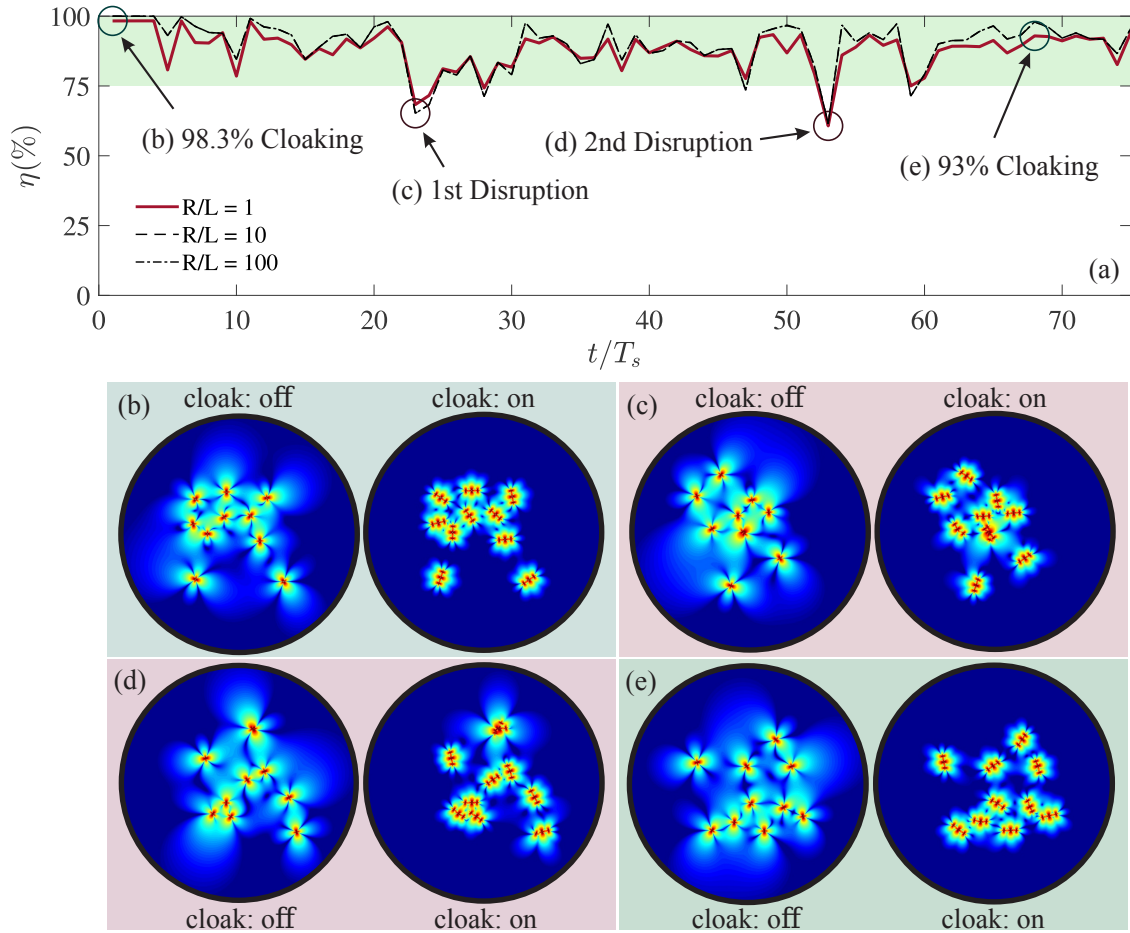 100
75
50
25
0
η(%)
(b) 98.3% Cloaking
(c) 1st Disruption
(d) 2nd Disruption
(e) 93% Cloaking
R/L = 1
R/L = 10
R/L = 100
(a)
0 10 20 30 40 50 60 70
t/Ts
(b) cloak: off cloak: on
(c) cloak: off cloak: on
(d)
(e)
cloak: off cloak: on
cloak: off cloak: on